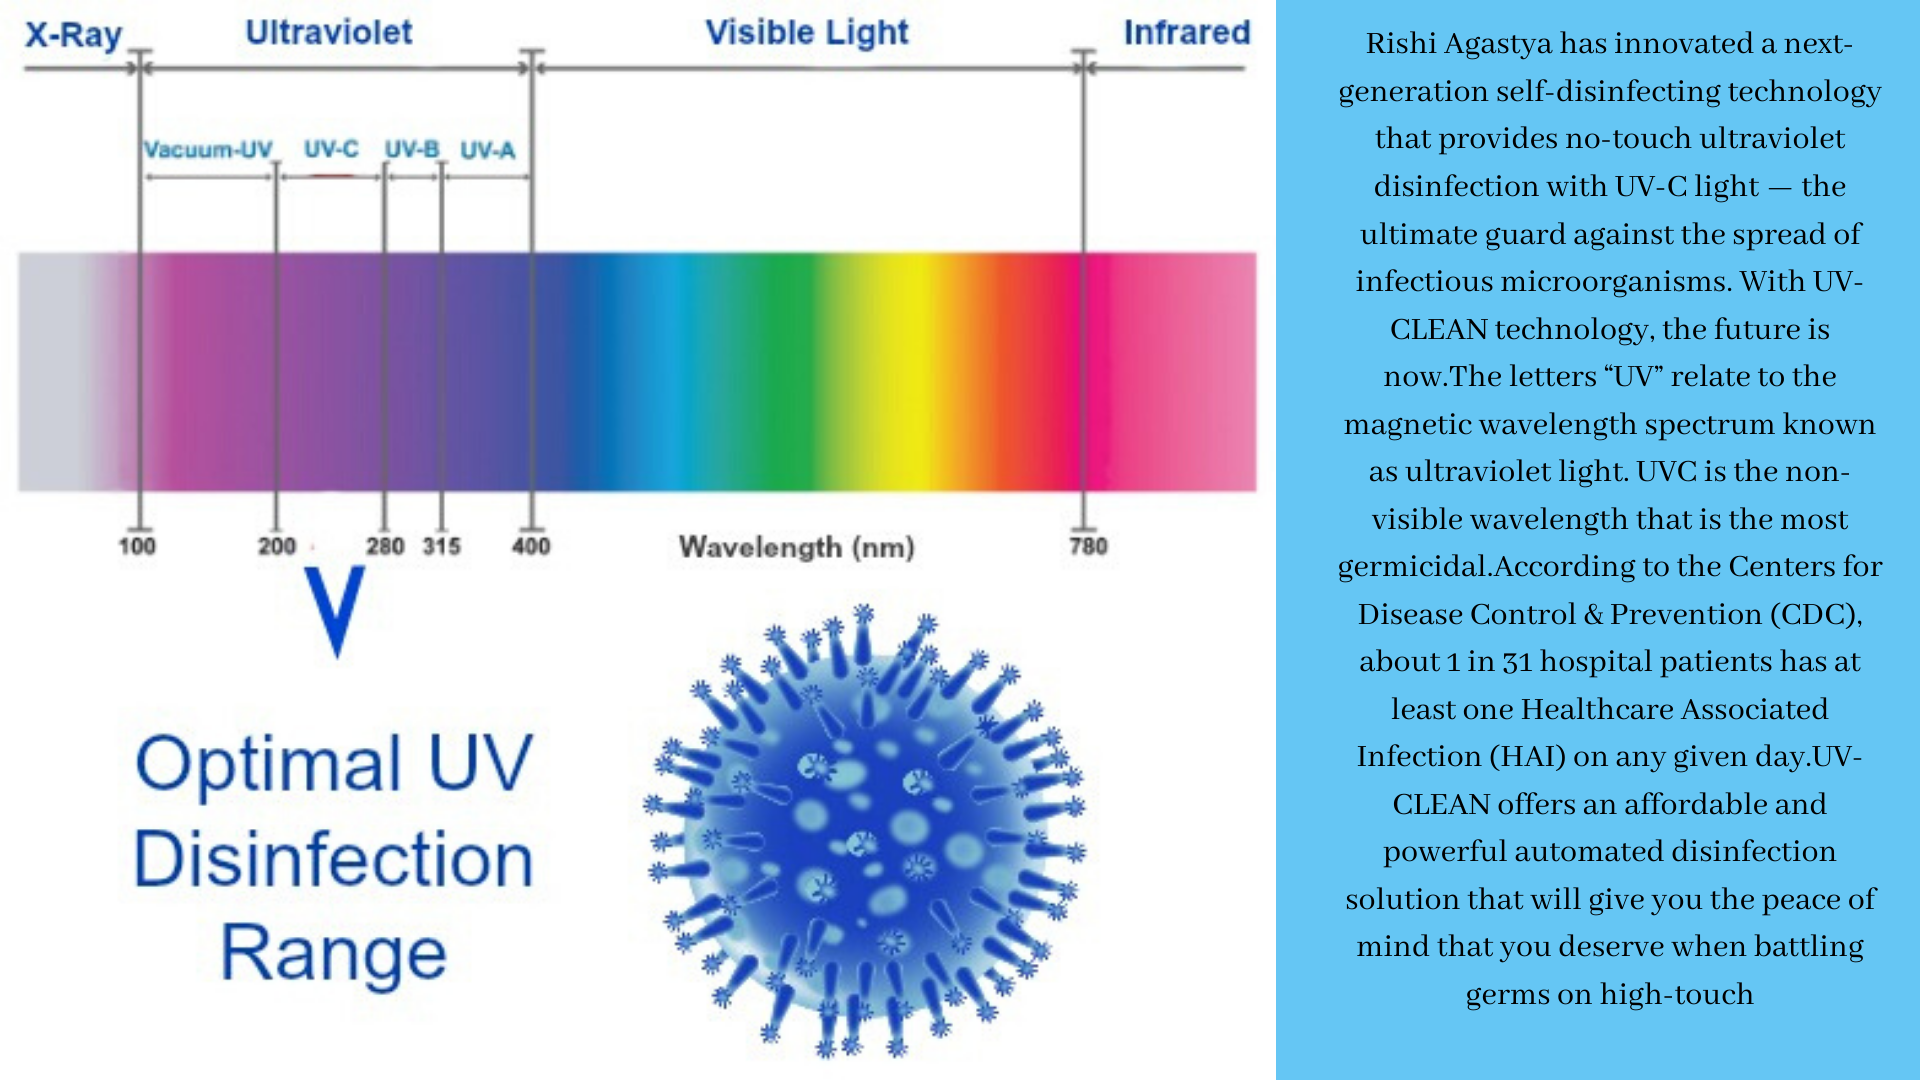 X-Ray
Ultraviolet
Visible Light
Infrared
Vacuum-UV
UV-C
UV-B
UV-A
100
200
280
315
400
Wavelength (nm)
780
Optimal UV
Disinfection
Range
Rishi Agastya has innovated a next-
generation self-disinfecting technology
that provides no-touch ultraviolet
disinfection with UV-C light — the
ultimate guard against the spread of
infectious microorganisms. With UV-
CLEAN technology, the future is
now.The letters “UV” relate to the
magnetic wavelength spectrum known
as ultraviolet light. UVC is the non-
visible wavelength that is the most
germicidal.According to the Centers for
Disease Control & Prevention (CDC),
about 1 in 31 hospital patients has at
least one Healthcare Associated
Infection (HAI) on any given day.UV-
CLEAN offers an affordable and
powerful automated disinfection
solution that will give you the peace of
mind that you deserve when battling
germs on high-touch